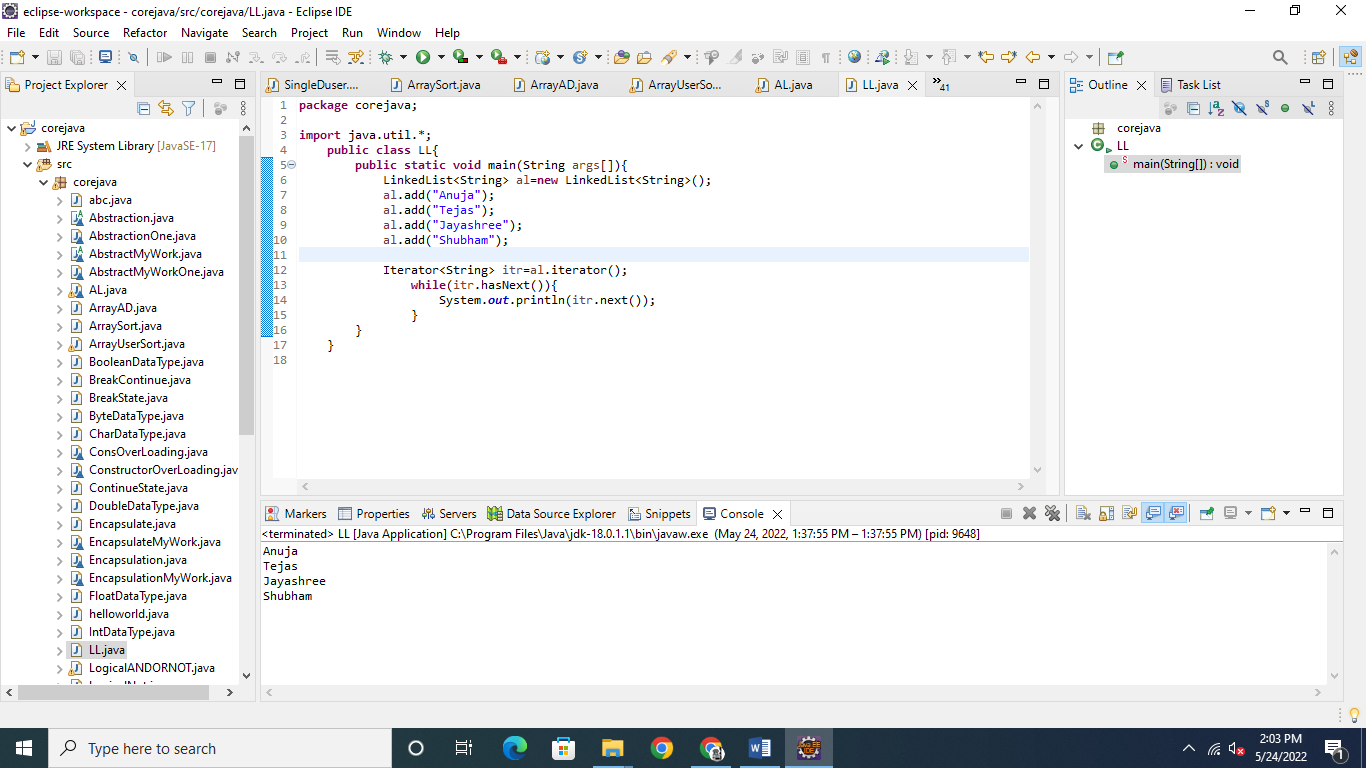 eclipse-workspace - corejava/src/corejava/LL.java - Eclipse IDE
File Edit Source Refactor Navigate Search Project Run Window Help
Project Explorer
SingleDuser.... ArraySort.java ArrayAD.java ArrayUserSo... AL.java LL.java »41
Outline Task List
corejava
JRE System Library [JavaSE-17]
src
corejava
abc.java
Abstraction.java
AbstractionOne.java
AbstractMyWork.java
AbstractMyWorkOne.java
AL.java
ArrayAD.java
ArraySort.java
ArrayUserSort.java
BooleanDataType.java
BreakContinue.java
BreakState.java
ByteDataType.java
CharDataType.java
ConsOverLoading.java
ConstructorOverLoading.jav
ContinueState.java
DoubleDataType.java
Encapsulate.java
EncapsulateMyWork.java
Encapsulation.java
EncapsulationMyWork.java
FloatDataType.java
helloworld.java
IntDataType.java
LL.java
LogicalANDORNOT.java
1 package corejava;
2
3 import java.util.*;
4 public class LL{
5 public static void main(String args[]){
6 LinkedList<String> al=new LinkedList<String>();
7 al.add("Anuja");
8 al.add("Tejas");
9 al.add("Jayashree");
10 al.add("Shubham");
11
12 Iterator<String> itr=al.iterator();
13 while(itr.hasNext()){
14 System.out.println(itr.next());
15 }
16 }
17 }
18
corejava
LL
main(String[]) : void
Markers Properties Servers Data Source Explorer Snippets Console
<terminated> LL [Java Application] C:\Program Files\Java\jdk-18.0.1.1\bin\javaw.exe (May 24, 2022, 1:37:55 PM – 1:37:55 PM) [pid: 9648]
Anuja
Tejas
Jayashree
Shubham
Type here to search
2:03 PM
5/24/2022
1